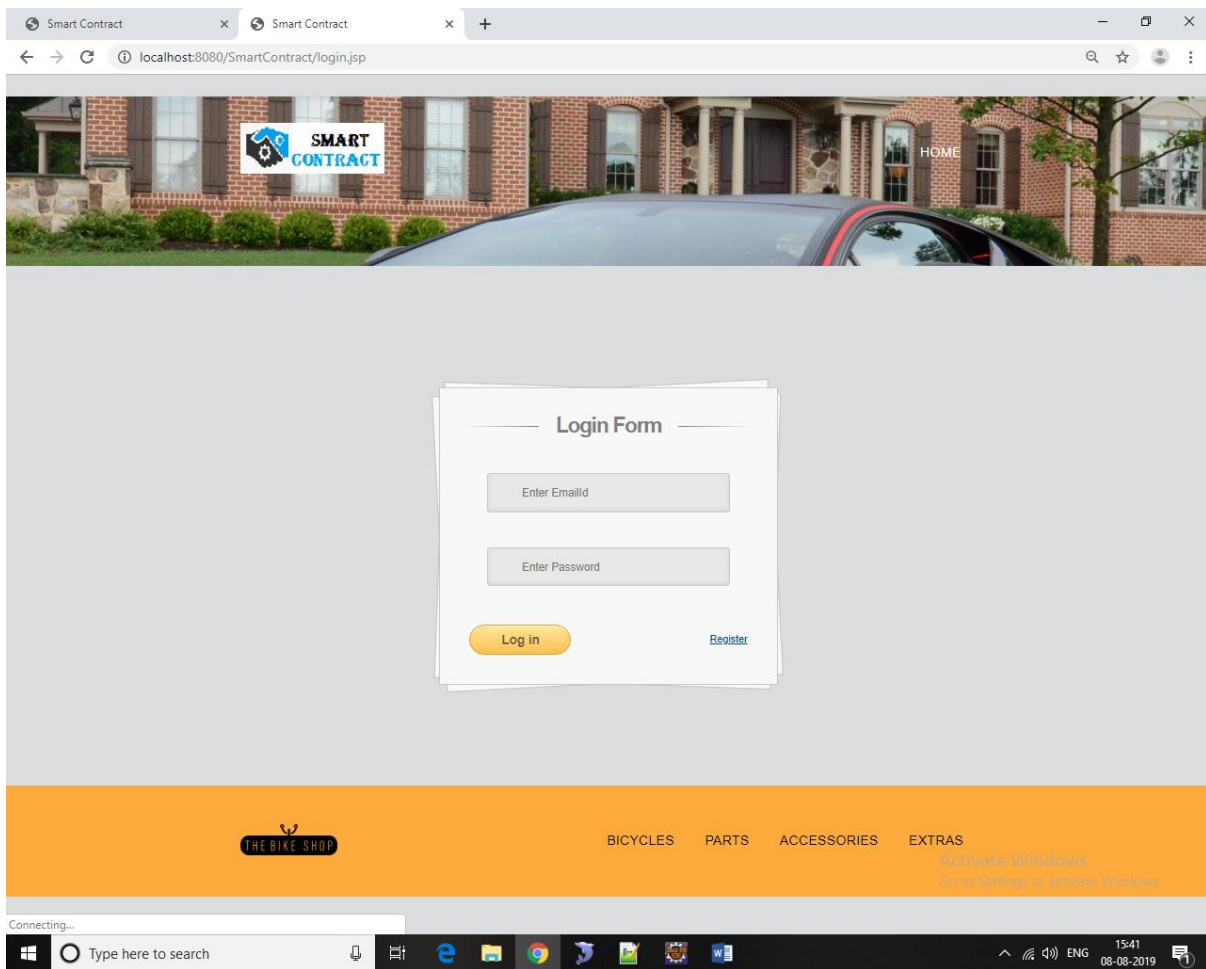 Smart Contract
Smart Contract
localhost:8080/SmartContract/login.jsp
SMART
CONTRACT
HOME
Login Form
Enter EmailId
Enter Password
Log in
Register
THE BIKE SHOP
BICYCLES PARTS ACCESSORIES EXTRAS
Activate Windows
Go to Settings to activate Windows.
Connecting...
Type here to search
ENG
15:41
08-08-2019